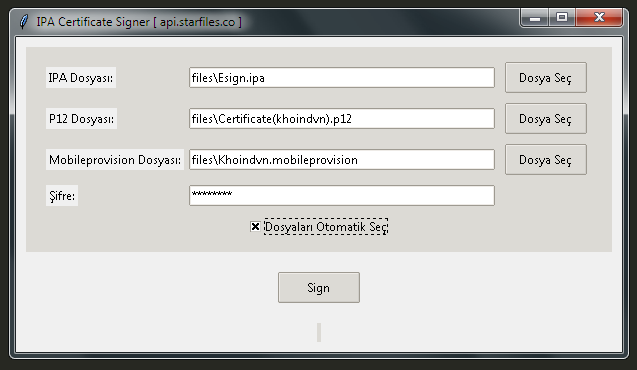 IPA Certificate Signer [ api.starfiles.co ]
IPA Dosyası: files\Esign.ipa Dosya Seç
P12 Dosyası: files\Certificate(khoindvn).p12 Dosya Seç
Mobileprovision Dosyası: files\Khoindvn.mobileprovision Dosya Seç
Şifre: ********
Dosyaları Otomatik Seç
Sign